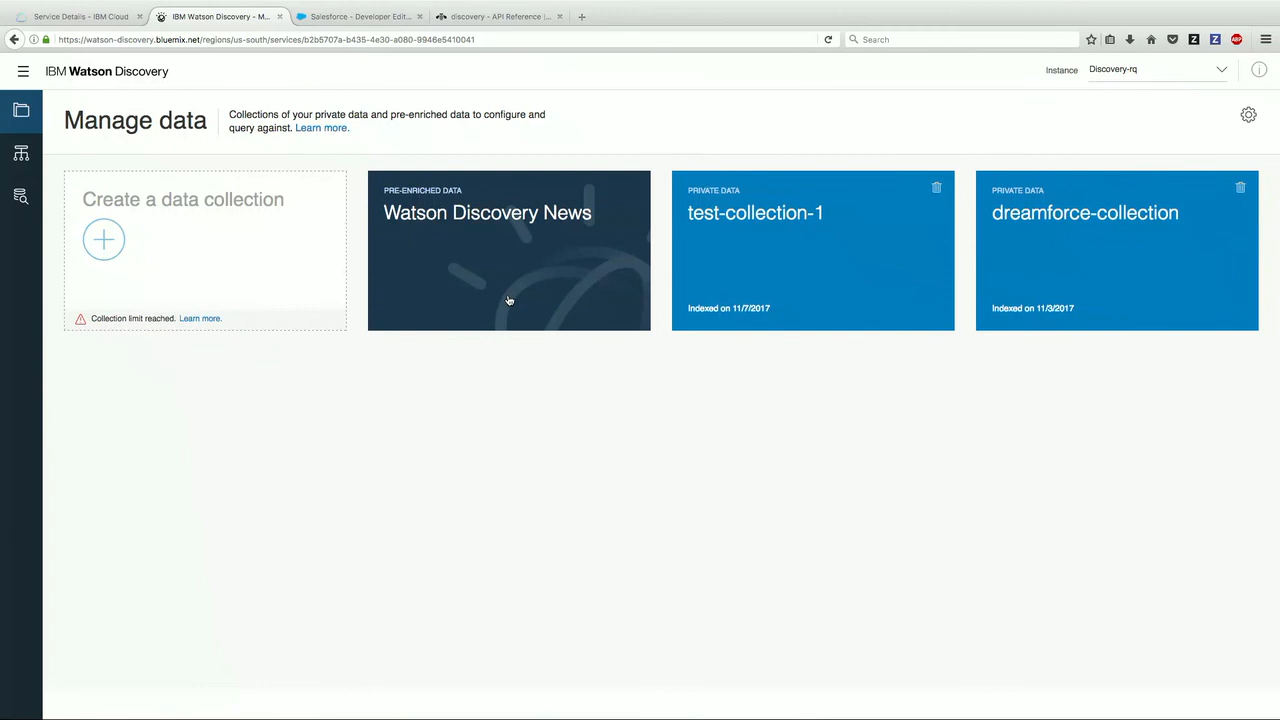 Service Details - IBM Cloud
IBM Watson Discovery - M...
Salesforce - Developer Edit...
discovery - API Reference |...
https://watson-discovery.bluemix.net/regions/us-south/services/b2b5707a-b435-4e30-a080-9946e5410041
Search
ABP
IBM Watson Discovery
Instance
Discovery-rq
Manage data
Collections of your private data and pre-enriched data to configure and
query against. Learn more.
Create a data collection
Collection limit reached. Learn more.
PRE-ENRICHED DATA
Watson Discovery News
PRIVATE DATA
test-collection-1
Indexed on 11/7/2017
PRIVATE DATA
dreamforce-collection
Indexed on 11/3/2017